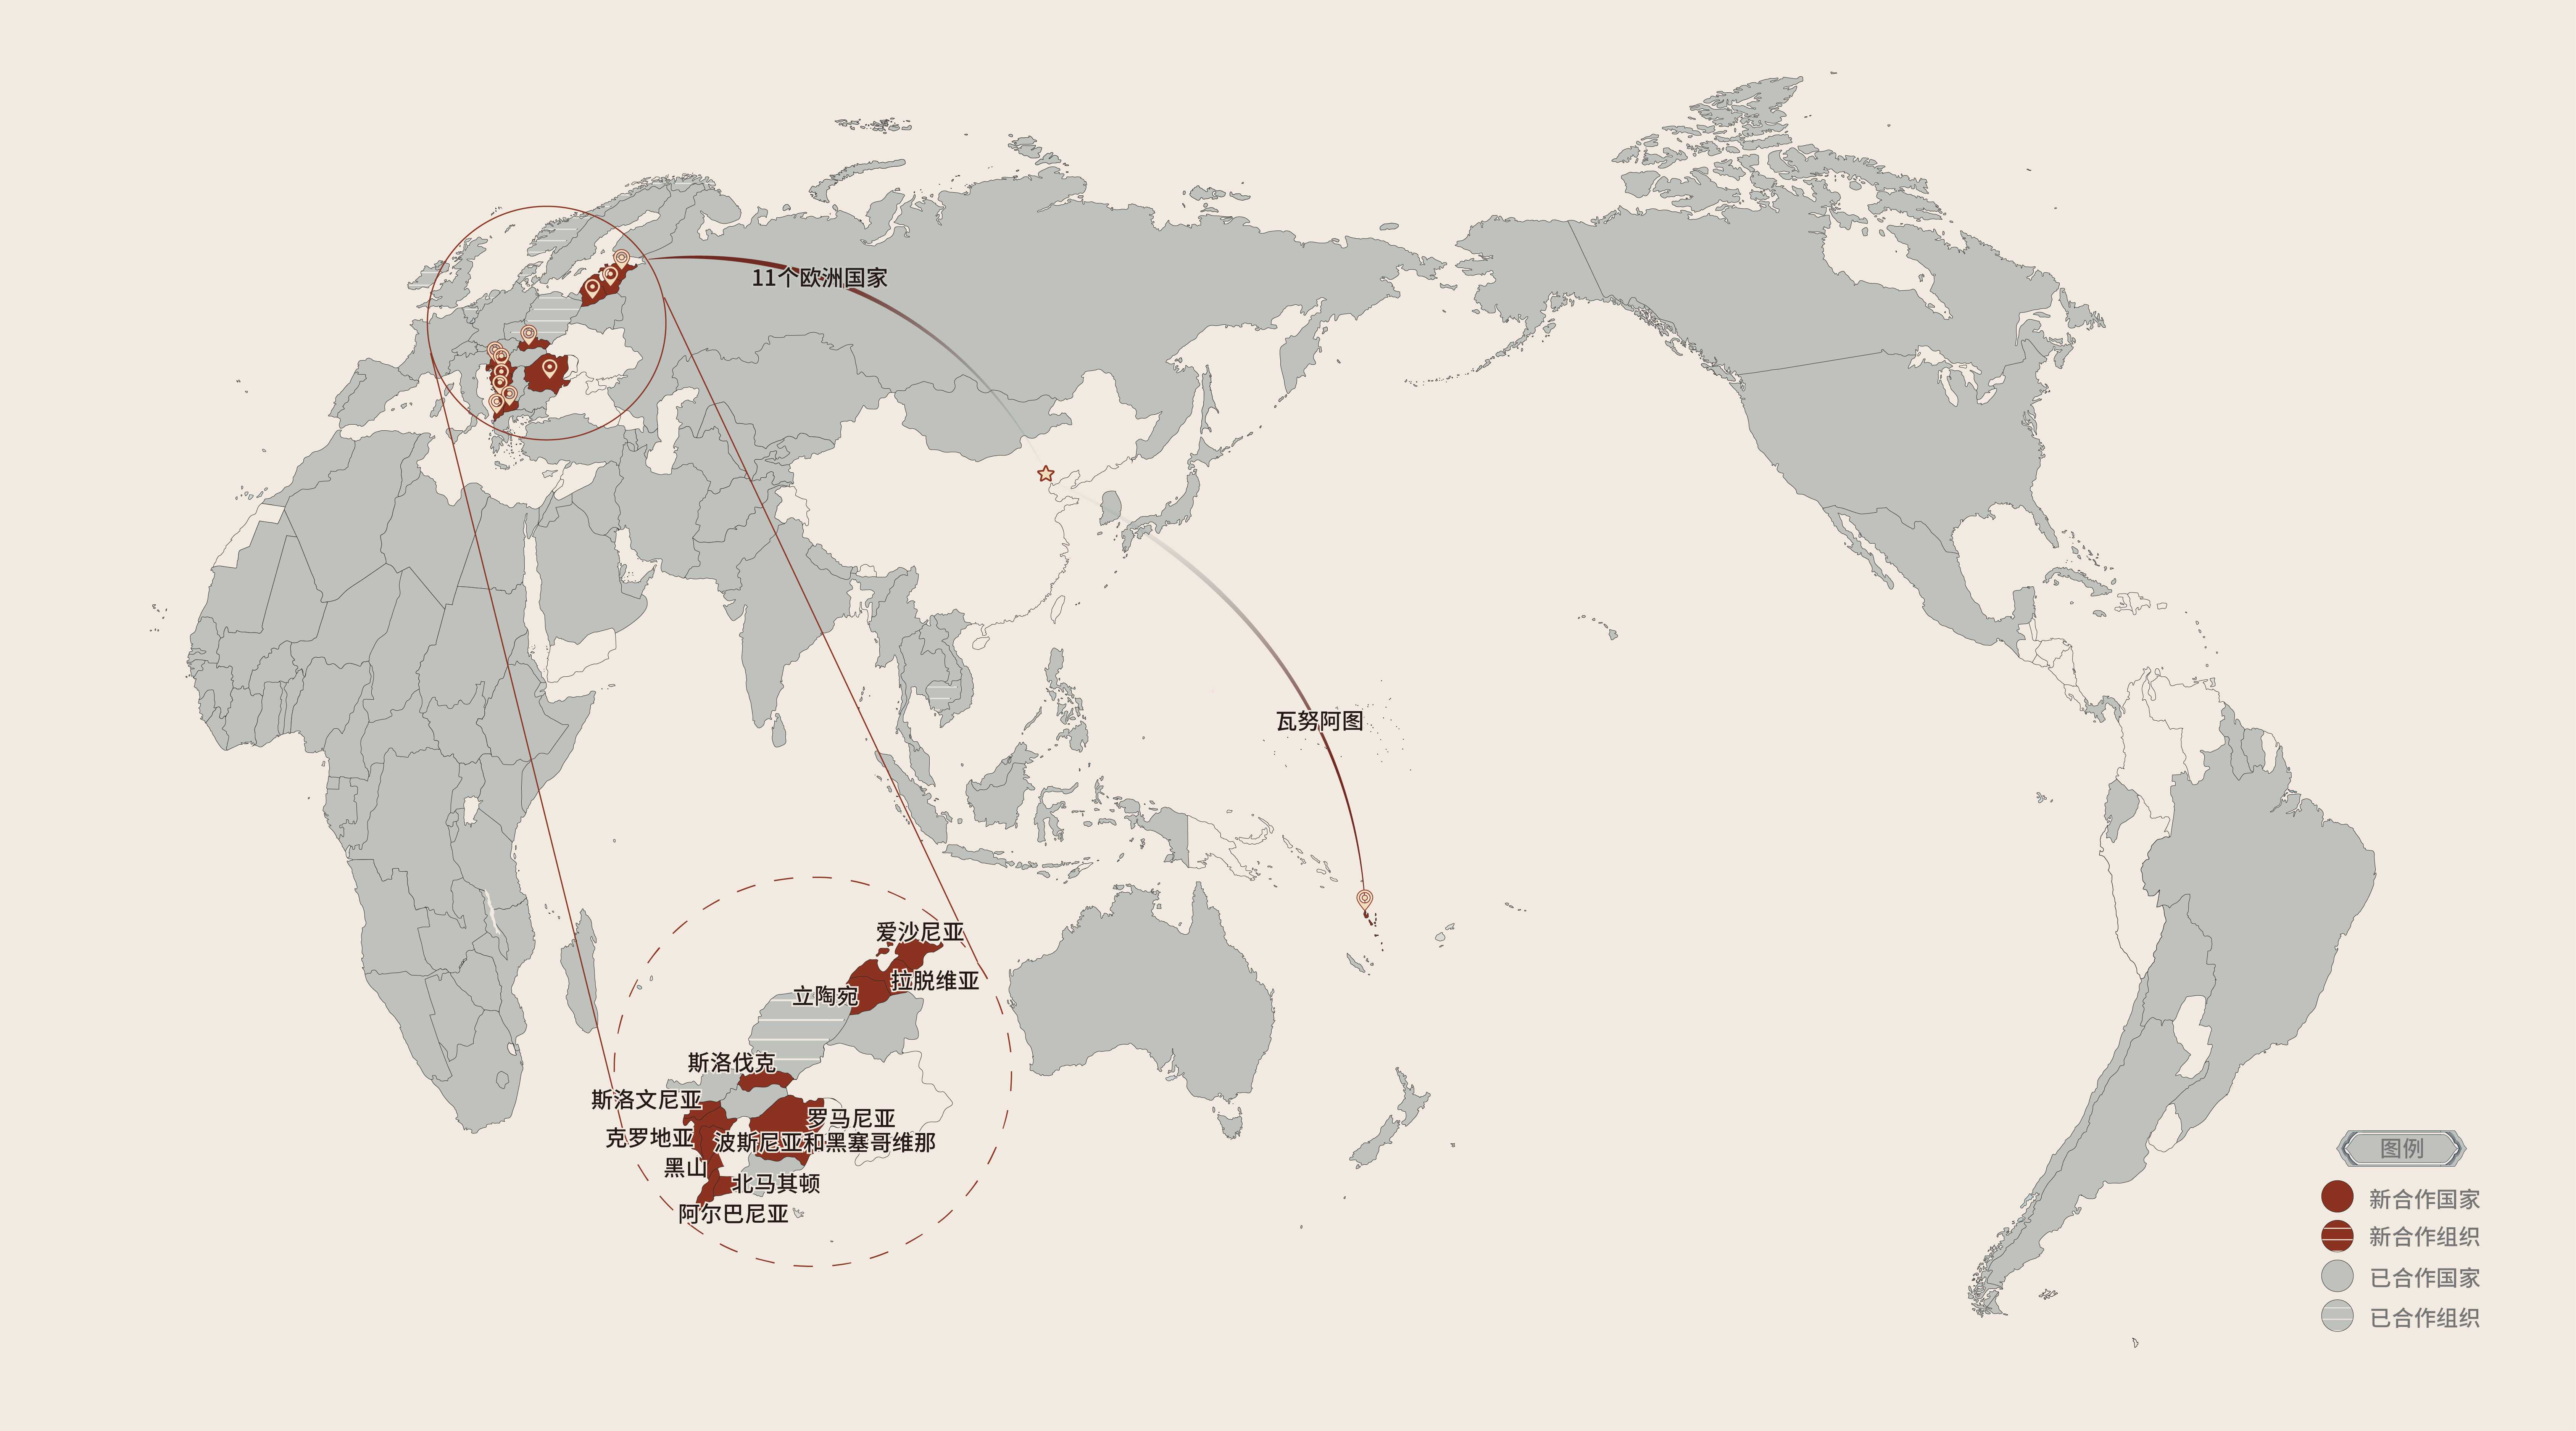 11个欧洲国家
瓦努阿图
爱沙尼亚
拉脱维亚
立陶宛
斯洛伐克
斯洛文尼亚
罗马尼亚
克罗地亚
波斯尼亚和黑塞哥维那
黑山
北马其顿
阿尔巴尼亚
图例
新合作国家
新合作组织
已合作国家
已合作组织